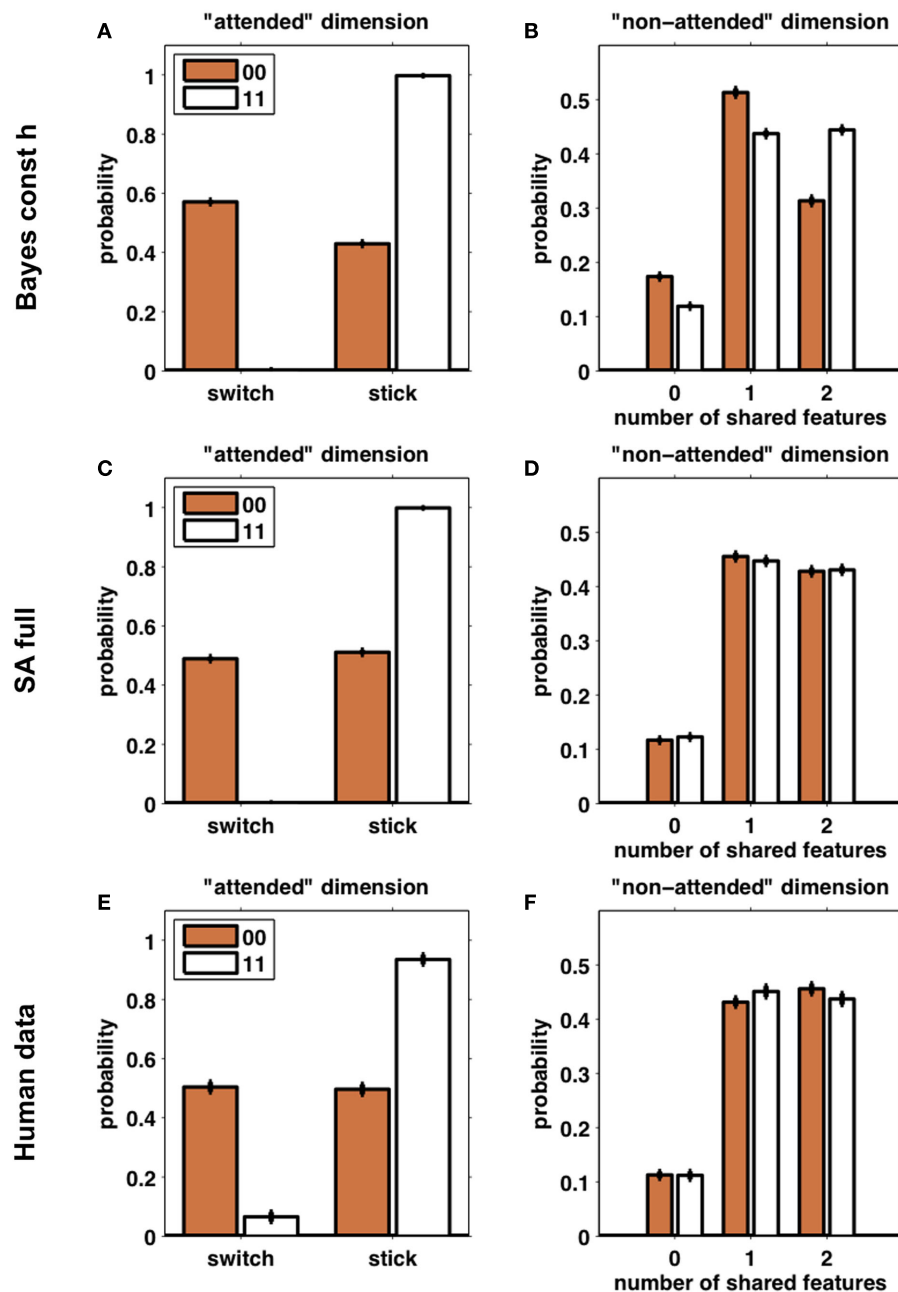 Bayes const h
A
"attended" dimension
00
11
probability
1
0.8
0.6
0.4
0.2
0
switch
stick
B
"non−attended" dimension
probability
0.5
0.4
0.3
0.2
0.1
0
0
1
2
number of shared features
SA full
C
"attended" dimension
00
11
probability
1
0.8
0.6
0.4
0.2
0
switch
stick
D
"non−attended" dimension
probability
0.5
0.4
0.3
0.2
0.1
0
0
1
2
number of shared features
Human data
E
"attended" dimension
00
11
probability
1
0.8
0.6
0.4
0.2
0
switch
stick
F
"non−attended" dimension
probability
0.5
0.4
0.3
0.2
0.1
0
0
1
2
number of shared features